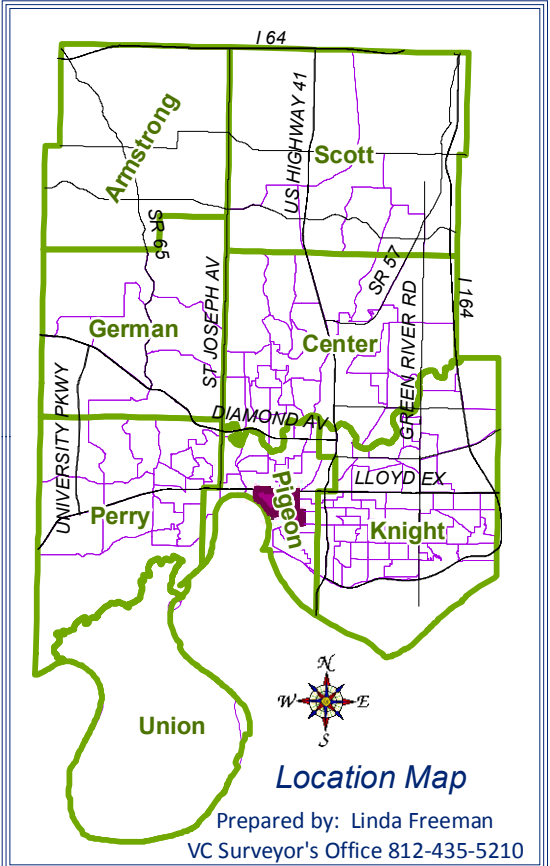 I 64
Armstrong
US HIGHWAY 41
Scott
SR 65
ST JOSEPH AV
SR 57
GREEN RIVER RD
I 164
German
Center
UNIVERSITY PKWY
DIAMOND AV
Pigeon
LLOYD EX
Perry
Knight
N
W
E
S
Union
Location Map
Prepared by: Linda Freeman
VC Surveyor's Office 812-435-5210